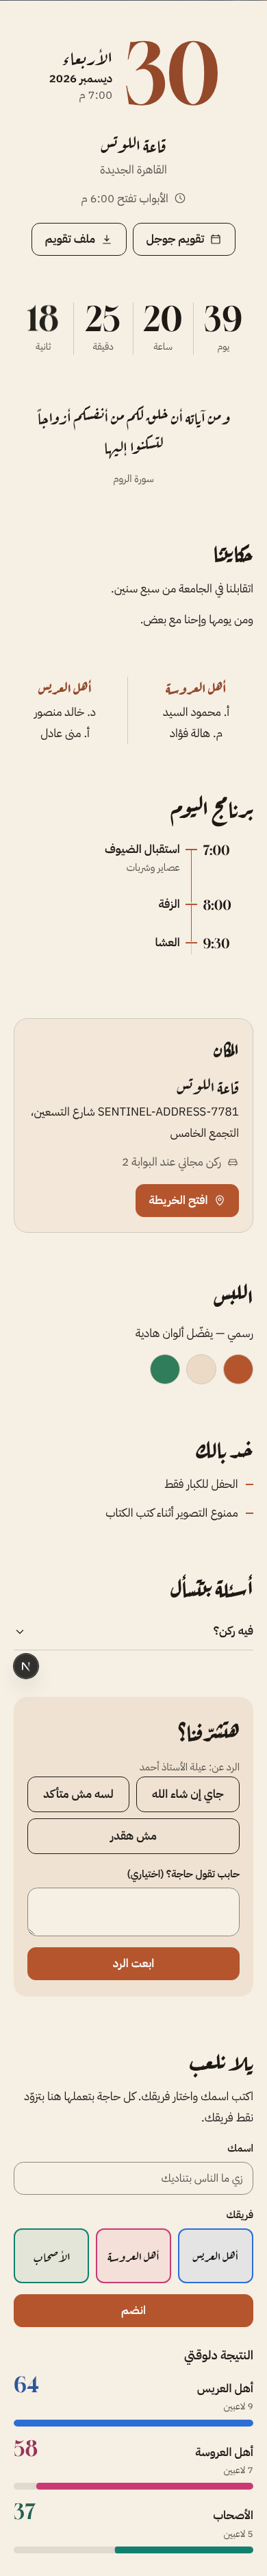 30
الأربعاء
ديسمبر 2026
7:00 م
قاعة اللوتس
القاهرة الجديدة
الأبواب تفتح 6:00 م
تقويم جوجل
ملف تقويم
39 20 25 18
يوم ساعة دقيقة ثانية
ومن آياته أن خلق لكم من أنفسكم أزواجاً
لتسكنوا إليها
سورة الروم
حكايتنا
اتقابلنا في الجامعة من سبع سنين.
ومن يومها وإحنا مع بعض.
أهل العروسة
أ. محمود السيد
م. هالة فؤاد
أهل العريس
د. خالد منصور
أ. منى عادل
برنامج اليوم
7:00 استقبال الضيوف
عصاير وشربات
8:00 الزفة
9:30 العشا
المكان
قاعة اللوتس
SENTINEL-ADDRESS-7781 شارع التسعين،
التجمع الخامس
ركن مجاني عند البوابة 2
افتح الخريطة
اللبس
رسمي — يفضّل ألوان هادية
خد بالك
الحفل للكبار فقط
ممنوع التصوير أثناء كتب الكتاب
أسئلة بتتسأل
فيه ركن؟
N
هتشرّفنا؟
الرد عن: عيلة الأستاذ أحمد
جاي إن شاء الله
لسه مش متأكد
مش هقدر
حابب تقول حاجة؟ (اختياري)
ابعت الرد
يلا نلعب
اكتب اسمك واختار فريقك. كل حاجة بتعملها هنا بتزوّد
نقط فريقك.
اسمك
زي ما الناس بتناديك
فريقك
أهل العريس
أهل العروسة
الأصحاب
انضم
النتيجة دلوقتي
أهل العريس 64
9 لاعبين
أهل العروسة 58
7 لاعبين
الأصحاب 37
5 لاعبين